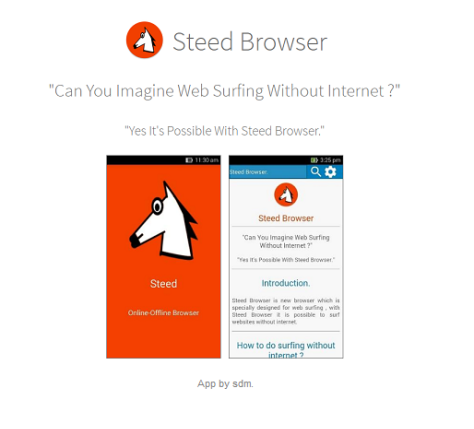 Steed Browser
"Can You Imagine Web Surfing Without Internet ?"
"Yes It's Possible With Steed Browser."
11:30 am
Steed
Online-Offline Browser
3:25 pm
Steed Browser
Steed Browser
"Can You Imagine Web Surfing
Without Internet ?"
"Yes It's Possible With Steed Browser."
Introduction.
Steed Browser is new browser which is
specially designed for web surfing , with
Steed Browser it is possible to surf
websites without internet.
How to do surfing without
internet ?
App by sdm.